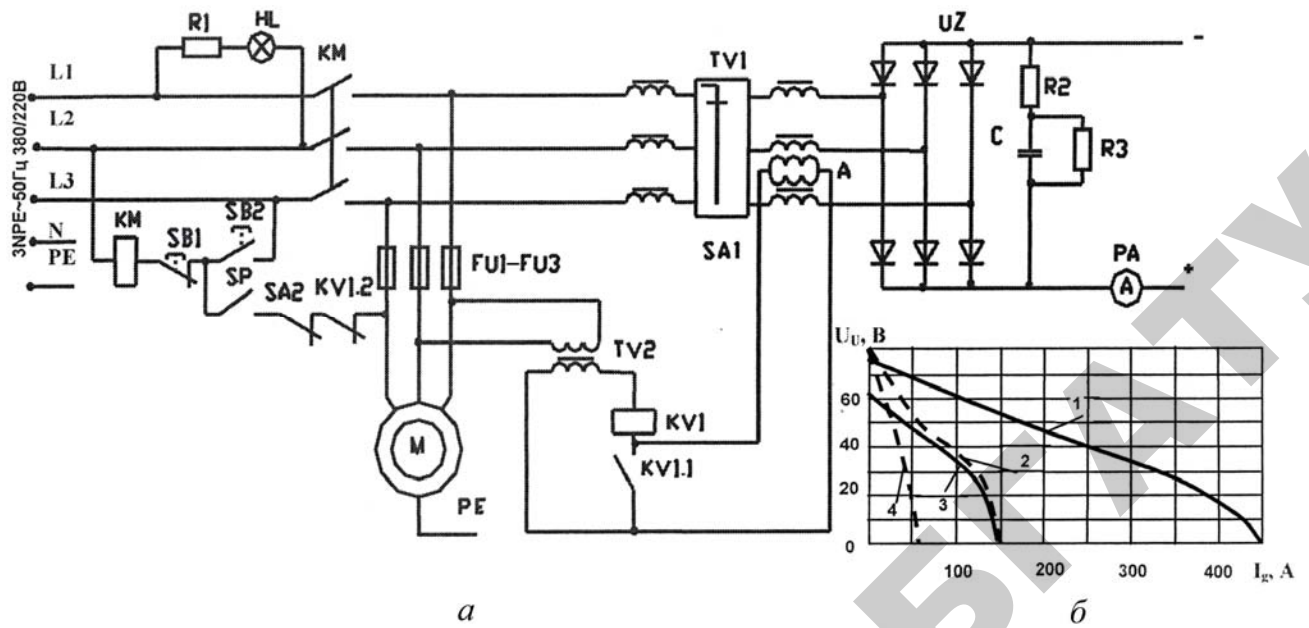 R1
HL
KM
TV1
UZ
-
L1
L2
L3
N
PE
3NPE~50Гц 380/220В
R2
C
R3
A
KM
SB1
SB2
SP
SA2
KV1.2
FU1-FU3
SA1
PA
A
+
TV2
KV1
KV1.1
M
PE
U_U, В
60
40
20
0
1
2
3
4
100
200
300
400
I_g, А
а
б
БГАТУ